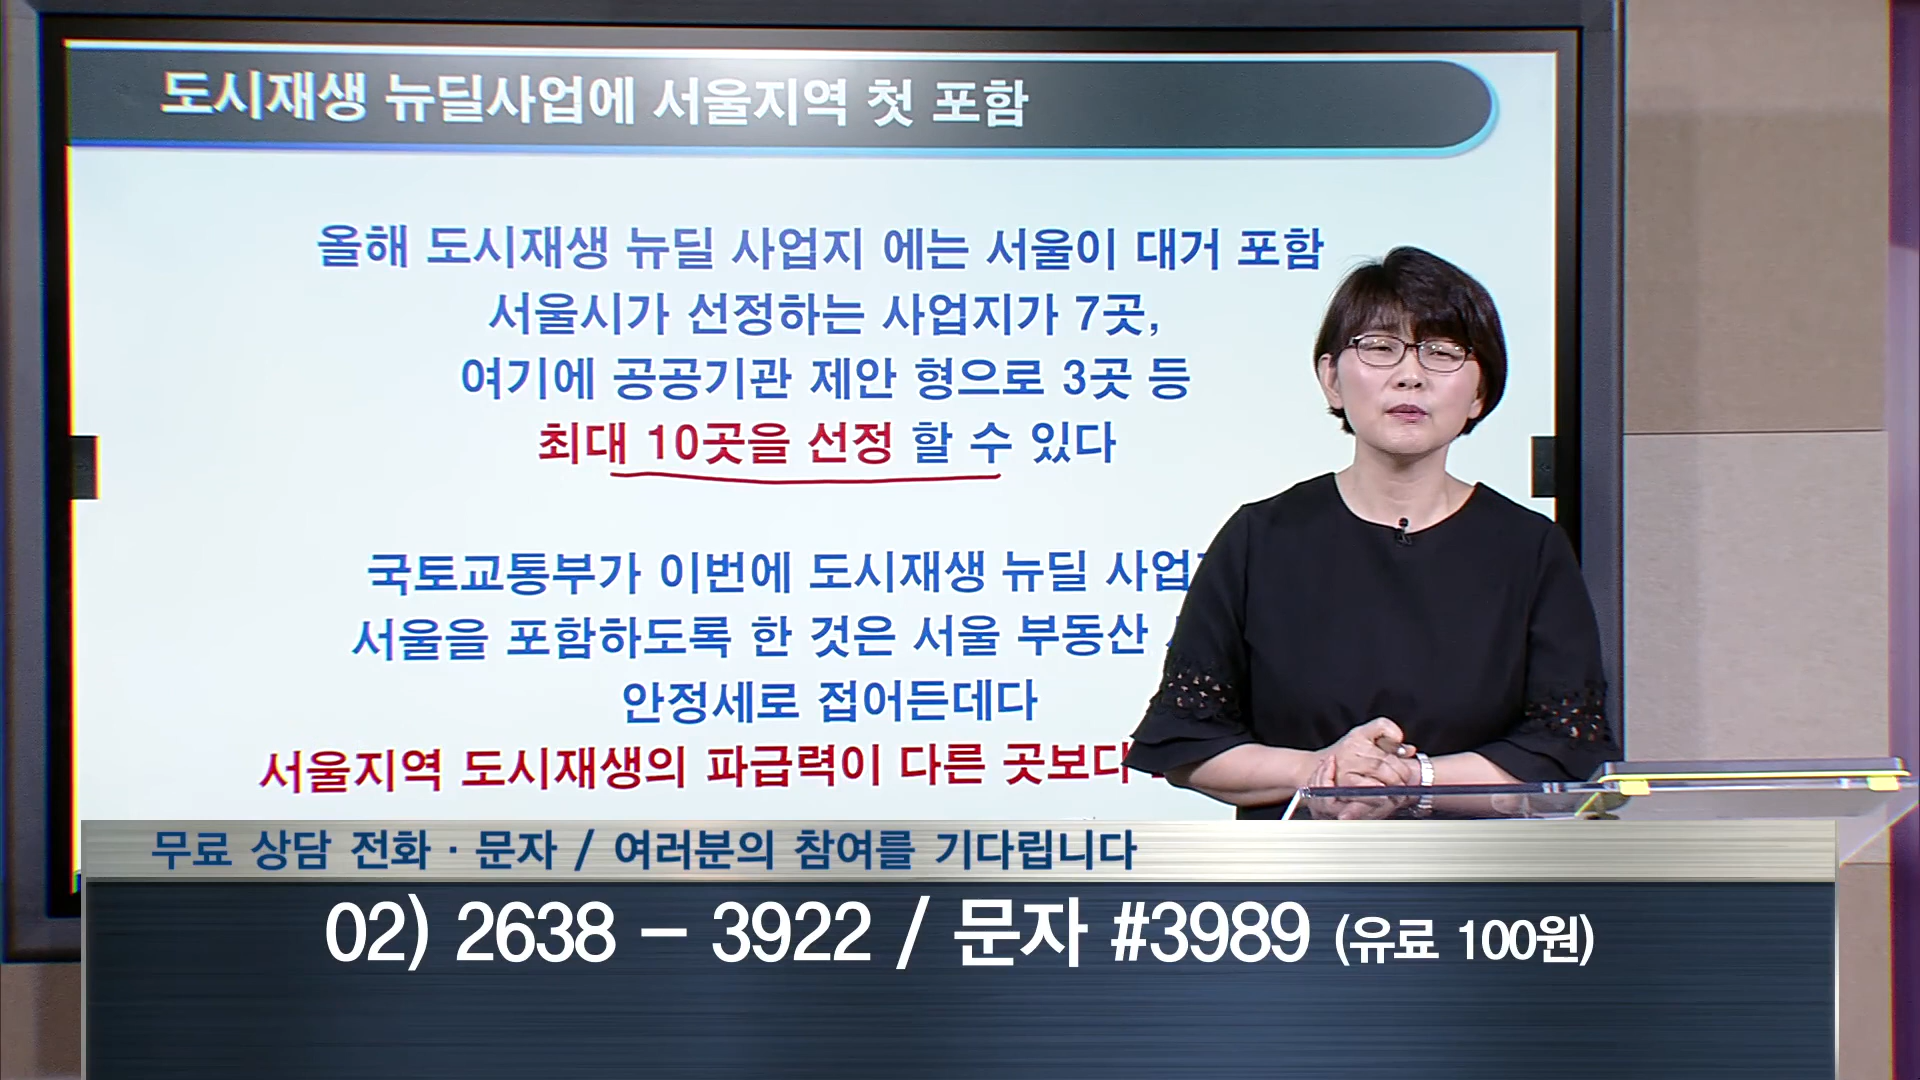 도시재생 뉴딜사업에 서울지역 첫 포함
올해 도시재생 뉴딜 사업지 에는 서울이 대거 포함
서울시가 선정하는 사업지가 7곳,
여기에 공공기관 제안 형으로 3곳 등
최대 10곳을 선정 할 수 있다
국토교통부가 이번에 도시재생 뉴딜
서울을 포함하도록 한 것은 서울 부동산
안정세로 접어든데다
서울지역 도시재생의 파급력이 다른 곳보다
무료 상담 전화 · 문자 / 여러분의 참여를 기다립니다
02) 2638 - 3922 / 문자 #3989 (유료 100원)